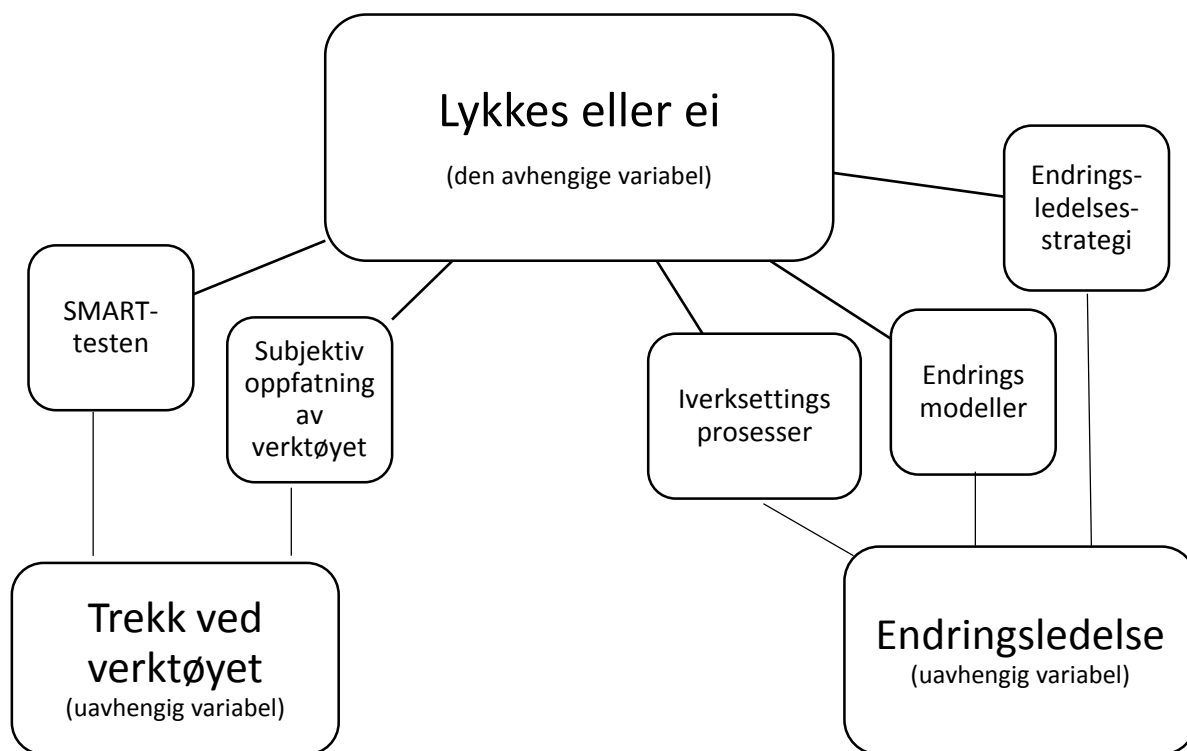 Lykkes eller ei
(den avhengige variabel)
Endrings-
ledelses-
strategi
SMART-
testen
Subjektiv
oppfatning
av
verktøyet
Iverksettings
prosesser
Endrings
modeller
Trekk ved
verktøyet
(uavhengig variabel)
Endringsledelse
(uavhengig variabel)